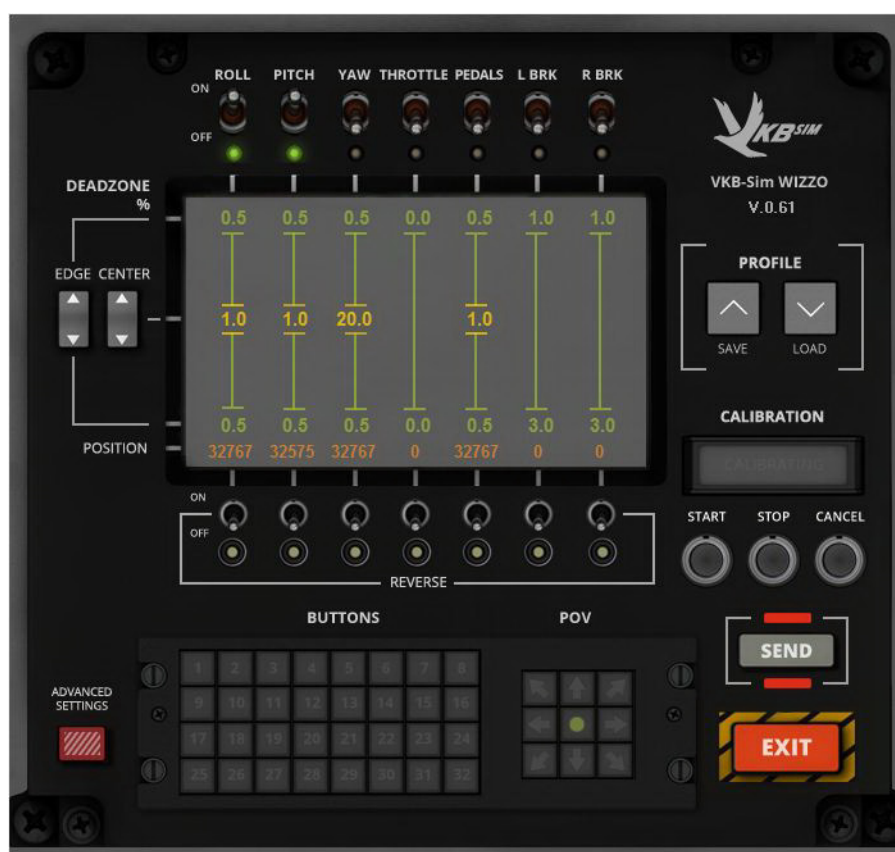 ROLL PITCH YAW THROTTLE PEDALS L BRK R BRK
ON
OFF
KBSIM
VKB-Sim WIZZO
V.0.61
DEADZONE
%
0.5 0.5 0.5 0.0 0.5 1.0 1.0
EDGE CENTER
1.0 1.0 20.0 1.0
0.5 0.5 0.5 0.0 0.5 3.0 3.0
POSITION
32767 32575 32767 0 32767 0 0
PROFILE
SAVE LOAD
CALIBRATION
CALIBRATING
START STOP CANCEL
ON
OFF
REVERSE
BUTTONS
1 2 3 4 5 6 7 8
9 10 11 12 13 14 15 16
17 18 19 20 21 22 23 24
25 26 27 28 29 30 31 32
POV
ADVANCED
SETTINGS
SEND
EXIT